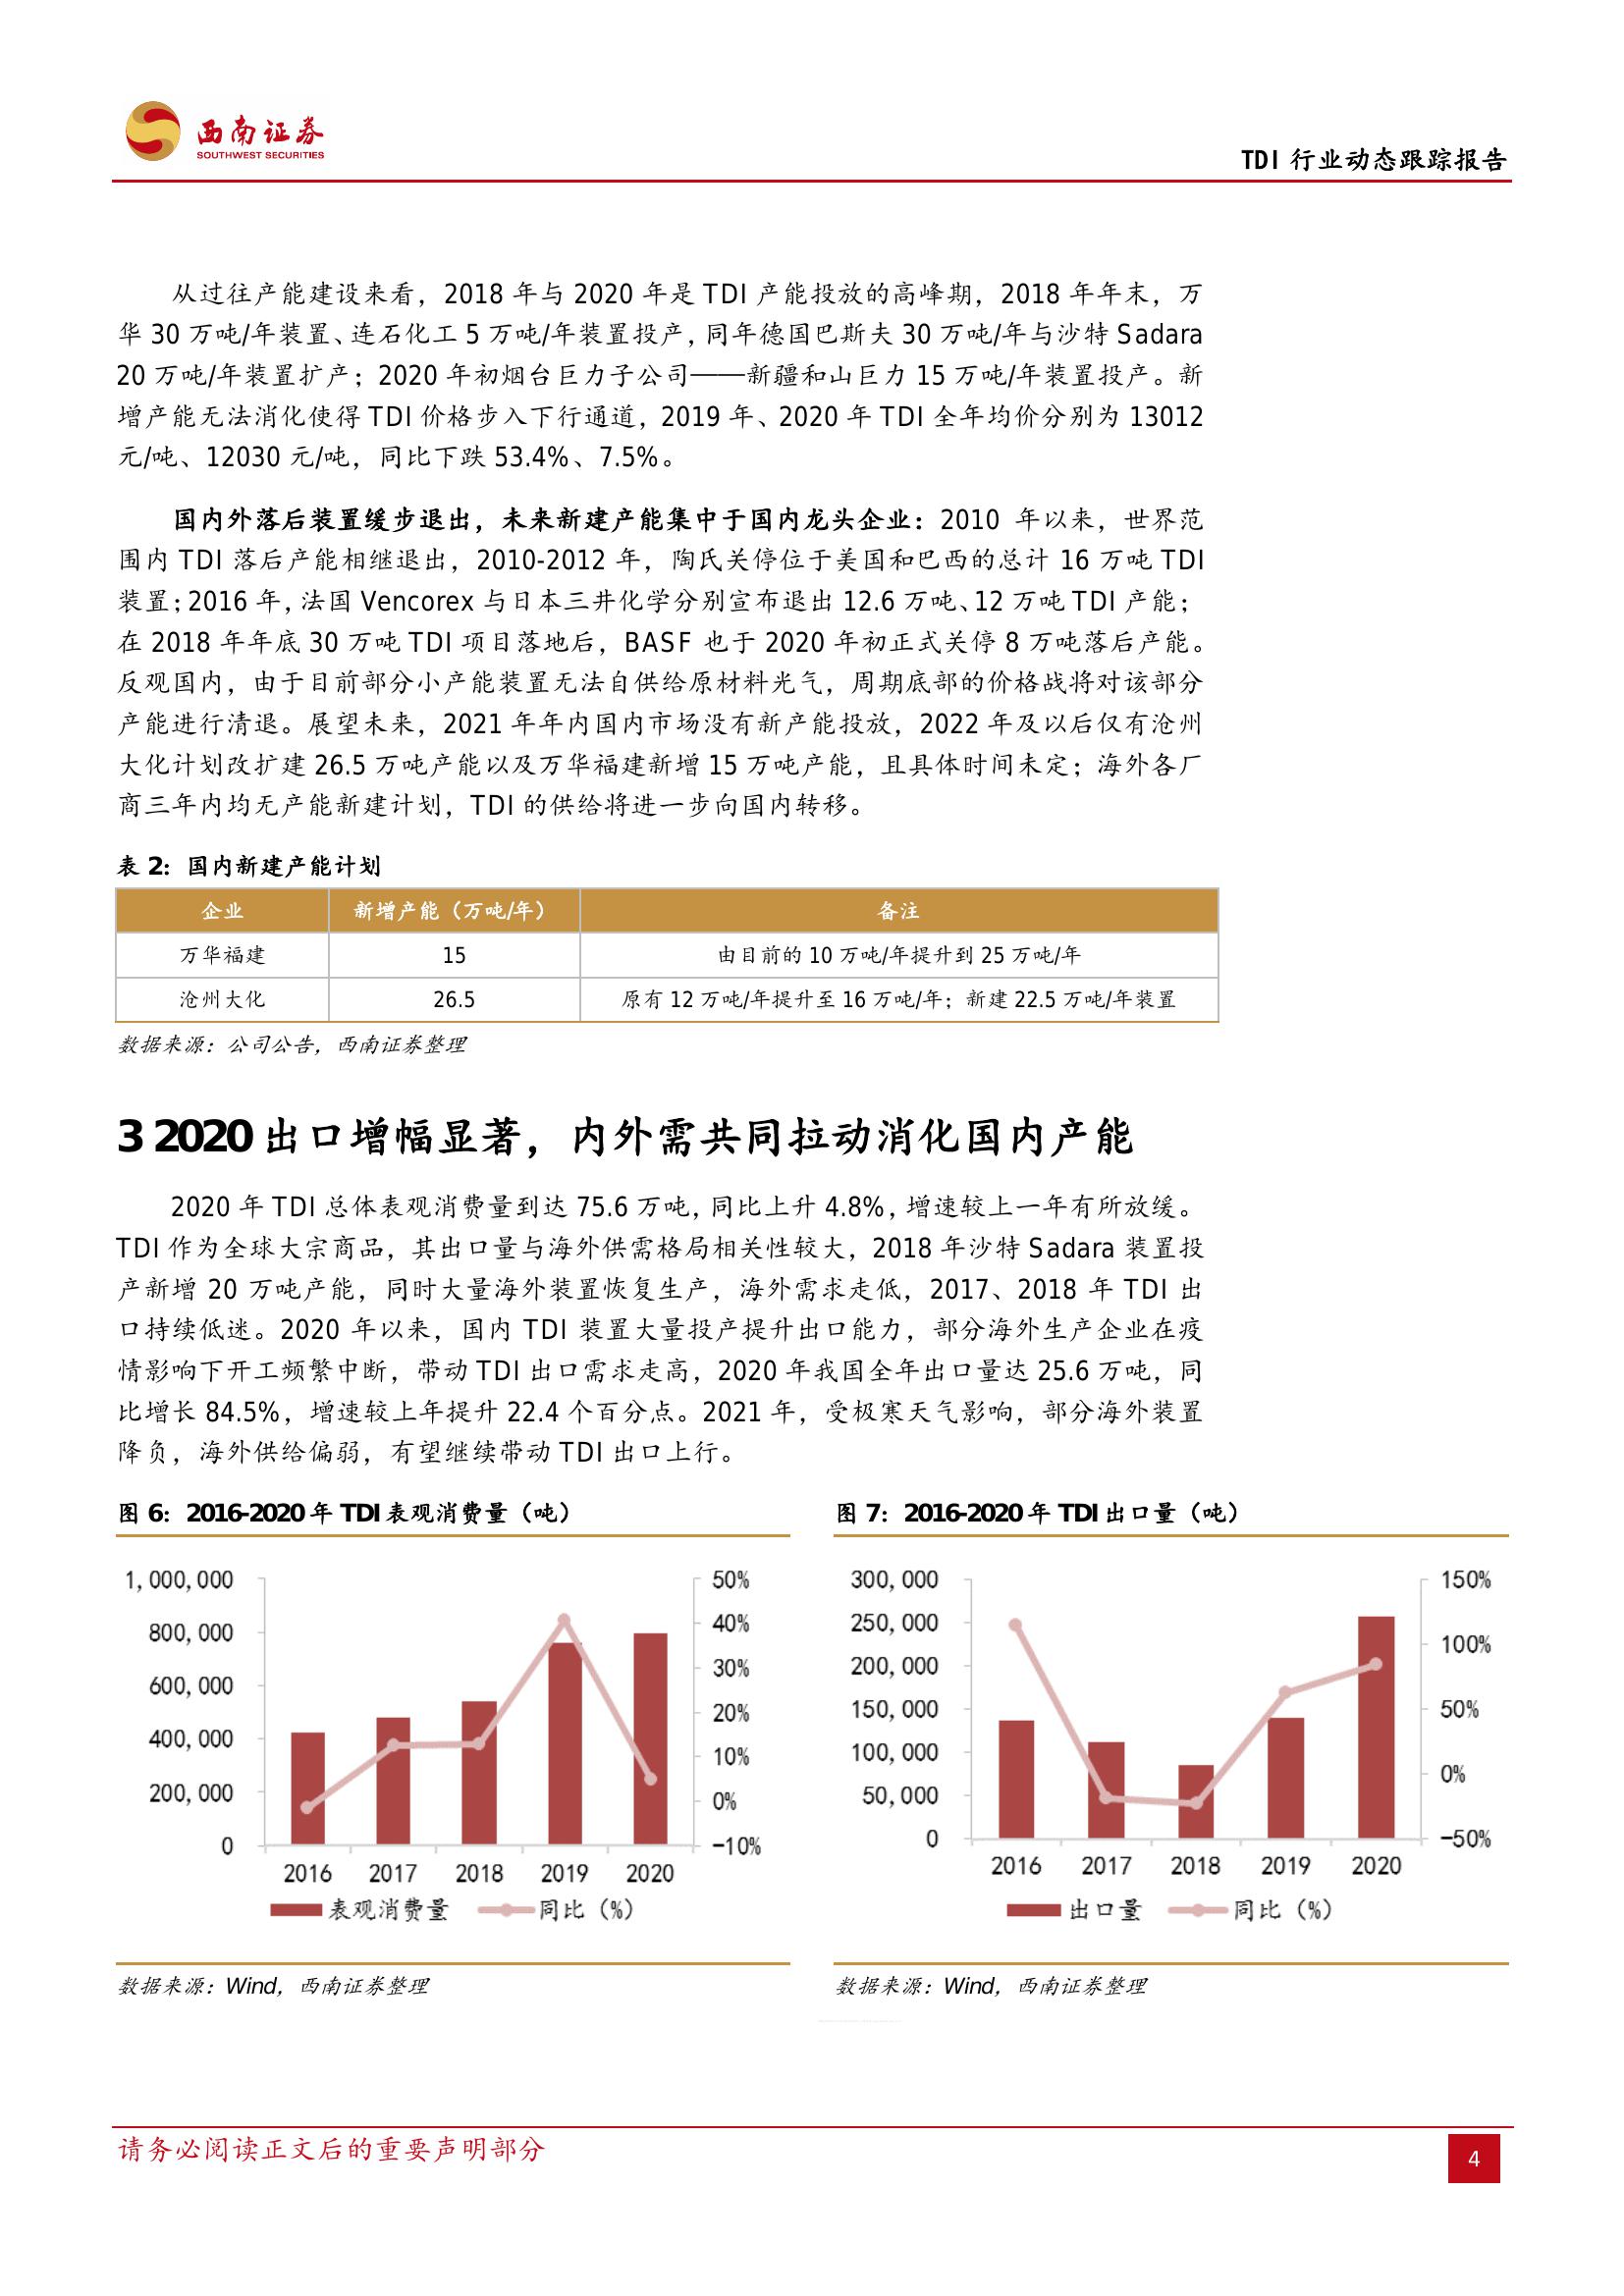 西南证券
SOUTHWEST SECURITIES
TDI 行业动态跟踪报告
从过往产能建设来看，2018 年与 2020 年是 TDI 产能投放的高峰期，2018 年年末，万
华 30 万吨/年装置、连石化工 5 万吨/年装置投产，同年德国巴斯夫 30 万吨/年与沙特 Sadara
20 万吨/年装置扩产；2020 年初烟台巨力子公司——新疆和山巨力 15 万吨/年装置投产。新
增产能无法消化使得 TDI 价格步入下行通道，2019 年、2020 年 TDI 全年均价分别为 13012
元/吨、12030 元/吨，同比下跌 53.4%、7.5%。
国内外落后装置缓步退出，未来新建产能集中于国内龙头企业：2010 年以来，世界范
围内 TDI 落后产能相继退出，2010-2012 年，陶氏关停位于美国和巴西的总计 16 万吨 TDI
装置；2016 年，法国 Vencorex 与日本三井化学分别宣布退出 12.6 万吨、12 万吨 TDI 产能；
在 2018 年年底 30 万吨 TDI 项目落地后，BASF 也于 2020 年初正式关停 8 万吨落后产能。
反观国内，由于目前部分小产能装置无法自供给原材料光气，周期底部的价格战将对该部分
产能进行清退。展望未来，2021 年年内国内市场没有新产能投放，2022 年及以后仅有沧州
大化计划改扩建 26.5 万吨产能以及万华福建新增 15 万吨产能，且具体时间未定；海外各厂
商三年内均无产能新建计划，TDI 的供给将进一步向国内转移。
表 2：国内新建产能计划
企业 新增产能（万吨/年） 备注
万华福建 15 由目前的 10 万吨/年提升到 25 万吨/年
沧州大化 26.5 原有 12 万吨/年提升至 16 万吨/年；新建 22.5 万吨/年装置
数据来源：公司公告，西南证券整理
3 2020 出口增幅显著，内外需共同拉动消化国内产能
2020 年 TDI 总体表观消费量到达 75.6 万吨，同比上升 4.8%，增速较上一年有所放缓。
TDI 作为全球大宗商品，其出口量与海外供需格局相关性较大，2018 年沙特 Sadara 装置投
产新增 20 万吨产能，同时大量海外装置恢复生产，海外需求走低，2017、2018 年 TDI 出
口持续低迷。2020 年以来，国内 TDI 装置大量投产提升出口能力，部分海外生产企业在疫
情影响下开工频繁中断，带动 TDI 出口需求走高，2020 年我国全年出口量达 25.6 万吨，同
比增长 84.5%，增速较上年提升 22.4 个百分点。2021 年，受极寒天气影响，部分海外装置
降负，海外供给偏弱，有望继续带动 TDI 出口上行。
图 6：2016-2020 年 TDI 表观消费量（吨）
1,000,000
800,000
600,000
400,000
200,000
0
50%
40%
30%
20%
10%
0%
-10%
2016 2017 2018 2019 2020
表观消费量 同比（%）
数据来源：Wind，西南证券整理
图 7：2016-2020 年 TDI 出口量（吨）
300,000
250,000
200,000
150,000
100,000
50,000
0
150%
100%
50%
0%
-50%
2016 2017 2018 2019 2020
出口量 同比（%）
数据来源：Wind，西南证券整理
请务必阅读正文后的重要声明部分
4